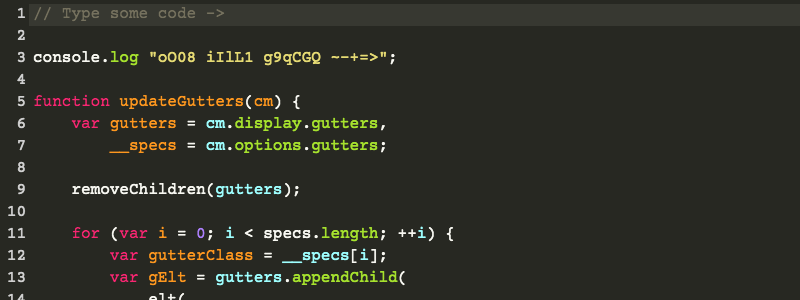 1 // Type some code ->
2
3 console.log "oO08 iIlL1 g9qCGQ ~-+=>";
4
5 function updateGutters(cm) {
6 var gutters = cm.display.gutters,
7 __specs = cm.options.gutters;
8
9 removeChildren(gutters);
10
11 for (var i = 0; i < specs.length; ++i) {
12 var gutterClass = __specs[i];
13 var gElt = gutters.appendChild(
14 elt(